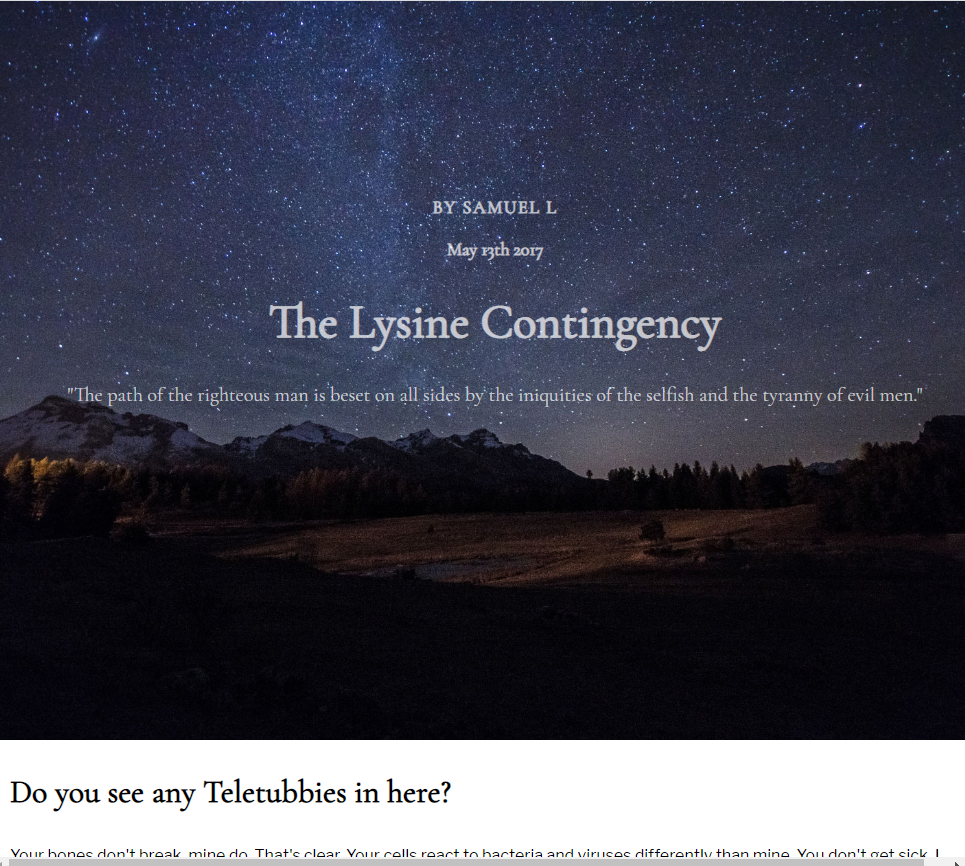 BY SAMUEL L
May 13th 2017
The Lysine Contingency
"The path of the righteous man is beset on all sides by the iniquities of the selfish and the tyranny of evil men."
Do you see any Teletubbies in here?
Your bones don't break, mine do. That's clear. Your cells react to bacteria and viruses differently than mine. You don't get sick, I